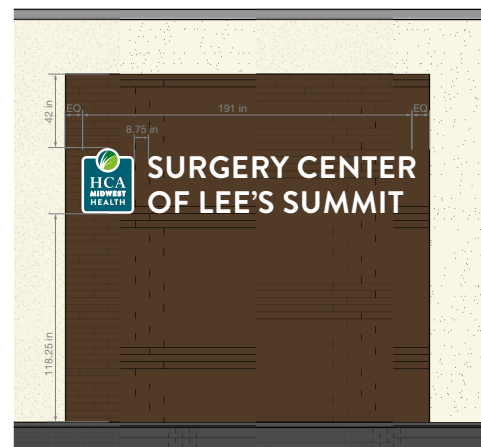 42 in
EQ
191 in
EQ
8.75 in
HCA
MIDWEST
HEALTH
SURGERY CENTER
OF LEE'S SUMMIT
118.25 in